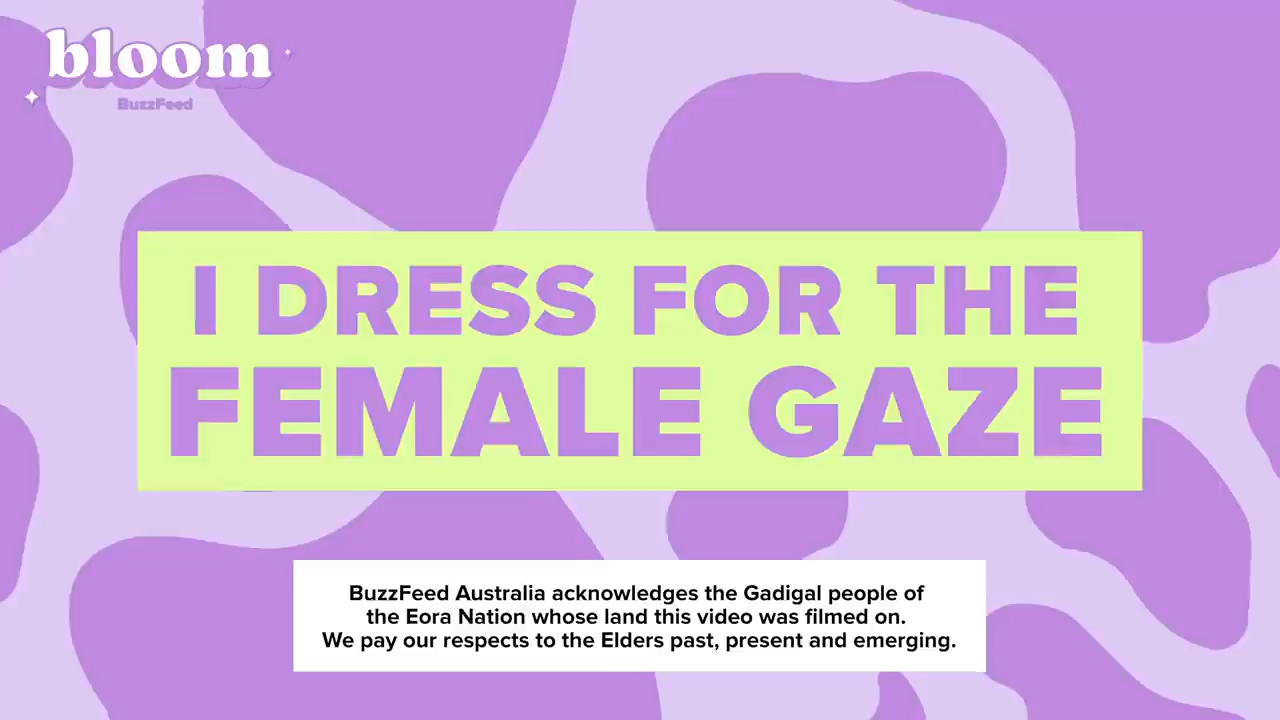 bloom
BuzzFeed
I DRESS FOR THE
FEMALE GAZE
BuzzFeed Australia acknowledges the Gadigal people of
the Eora Nation whose land this video was filmed on.
We pay our respects to the Elders past, present and emerging.